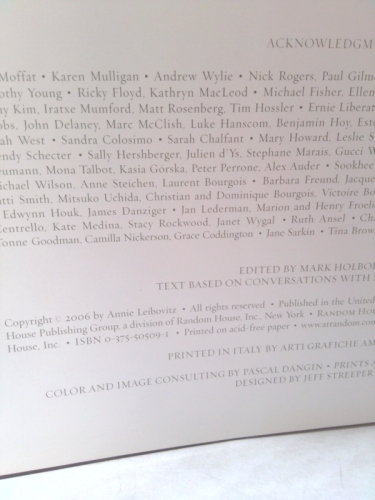 ACKNOWLEDGM
Moffat • Karen Mulligan • Andrew Wylie • Nick Rogers, Paul Gilm
othy Young • Ricky Floyd, Kathryn MacLeod • Michael Fisher, Ellen
y Kim, Iratxe Mumford, Matt Rosenberg, Tim Hossler • Ernie Liberat
bbs, John Delaney, Marc McClish, Luke Hanscom, Benjamin Hoy, Est
ah West • Sandra Colosimo • Sarah Chalfant • Mary Howard, Leslie S
endy Schecter • Sally Hershberger, Julien d'Ys, Stephane Marais, Gucci W
eumann, Mona Talbot, Kasia Gorska, Peter Perrone, Alex Auder • Sookhee
ichael Wilson, Anne Steichen, Laurent Bourgois • Barbara Freund, Jacque
tti Smith, Mitsuko Uchida, Christian and Dominique Bourgois, Victoire Bo
Edwynn Houk, James Danziger • Jan Lederman, Marion and Henry Froeli
Centrello, Kate Medina, Stacy Rockwood, Janet Wygal • Ruth Ansel • Cha
Tonne Goodman, Camilla Nickerson, Grace Coddington • Jane Sarkin • Tina Brow
EDITED BY MARK HOLBOR
TEXT BASED ON CONVERSATIONS WITH
Copyright © 2006 by Annie Leibovitz • All rights reserved • Published in the United
House Publishing Group, a division of Random House, Inc., New York • RANDOM HO
House, Inc. • ISBN 0-375-50509-1 • Printed on acid-free paper • www.atrandom.
PRINTED IN ITALY BY ARTI GRAFICHE AM
COLOR AND IMAGE CONSULTING BY PASCAL DANGIN • PRINTS
DESIGNED BY JEFF STREEPER